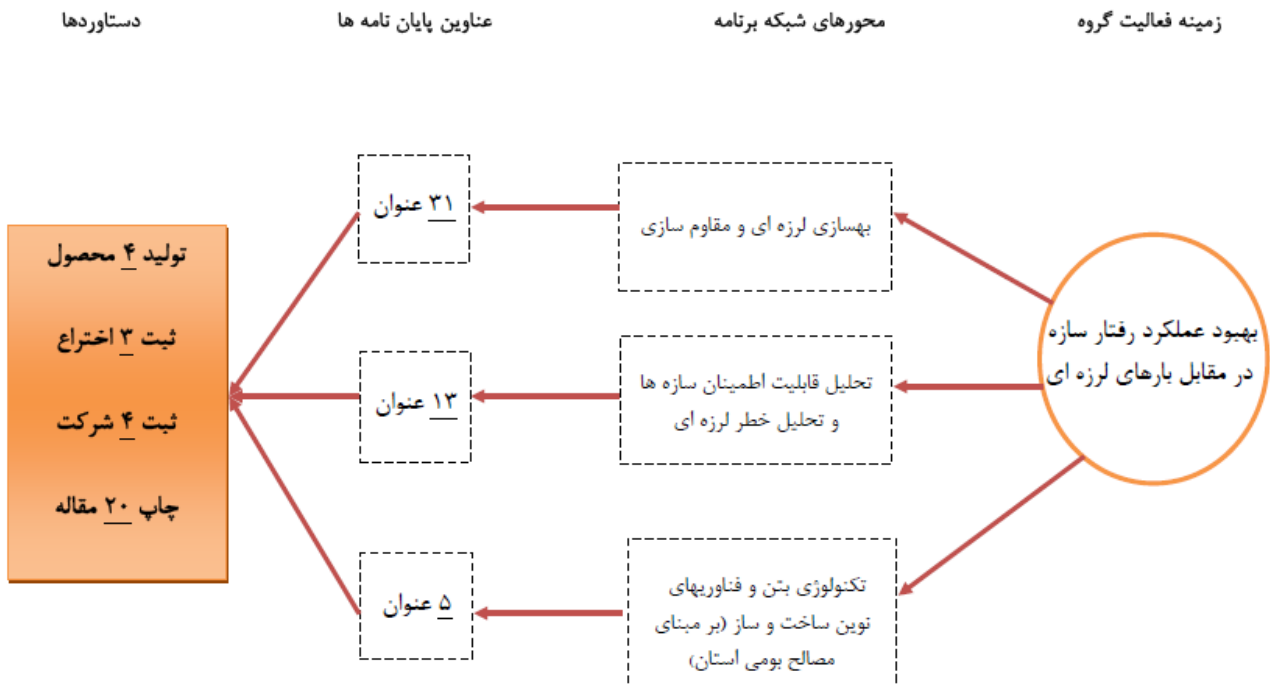 زمینه فعالیت گروه
محورهای شبکه برنامه
عناوین پایان نامه ها
دستاوردها
بهبود عملکرد رفتار سازه
در مقابل بارهای لرزه ای
بهسازی لرزه ای و مقاوم سازی
تحلیل قابلیت اطمینان سازه ها
و تحلیل خطر لرزه ای
تکنولوژی بتن و فناوریهای
نوین ساخت و ساز (بر مبنای
مصالح بومی استان)
۳۱ عنوان
۱۳ عنوان
۵ عنوان
تولید ۴ محصول
ثبت ۳ اختراع
ثبت ۴ شرکت
چاپ ۲۰ مقاله